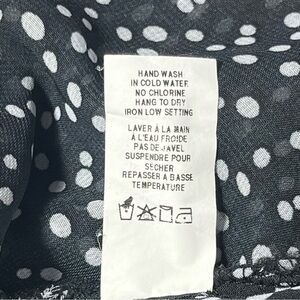 HAND WASH
IN COLD WATER
NO CHLORINE
HANG TO DRY
IRON LOW SETTING
LAVER À LA MAIN
À L'EAU FROIDE
PAS DE JAVEL
SUSPENDRE POUR
SÉCHER
REPASSER A BASSE
TEMPERATURE